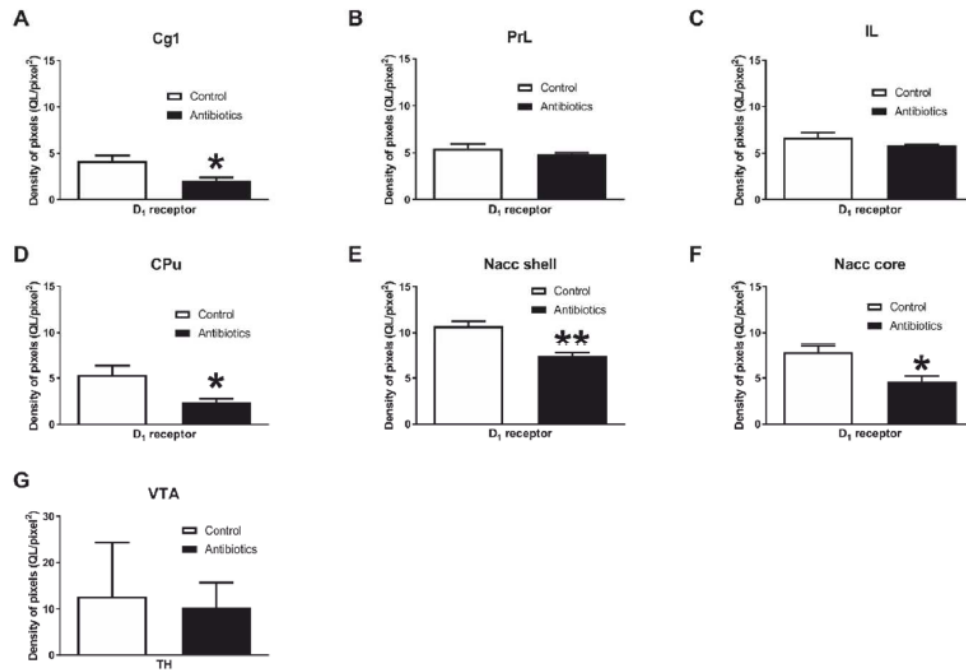 A
Cg1
Density of pixels (QL/pixel²)
15
10
5
0
Control
Antibiotics
*
D₁ receptor
B
PrL
Density of pixels (QL/pixel²)
15
10
5
0
Control
Antibiotics
D₁ receptor
C
IL
Density of pixels (QL/pixel²)
15
10
5
0
Control
Antibiotics
D₁ receptor
D
CPu
Density of pixels (QL/pixel²)
15
10
5
0
Control
Antibiotics
*
D₁ receptor
E
Nacc shell
Density of pixels (QL/pixel²)
15
10
5
0
Control
Antibiotics
**
D₁ receptor
F
Nacc core
Density of pixels (QL/pixel²)
15
10
5
0
Control
Antibiotics
*
D₁ receptor
G
VTA
Density of pixels (QL/pixel²)
30
20
10
0
Control
Antibiotics
TH